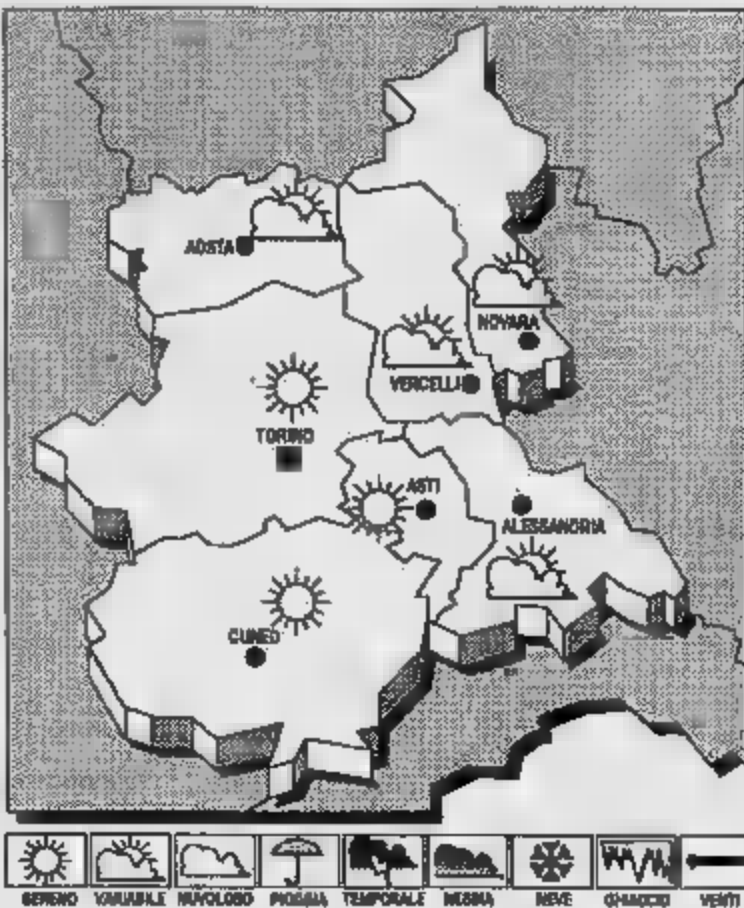 AOSTA
NOVARA
VERCELLI
TORINO
ASTI
ALESSANDRIA
CUNEO
SERENO VARIABILE NUVOLOSO PIOGGIA TEMPORALE NEBBIA NEVE GHIACCIO VENTI